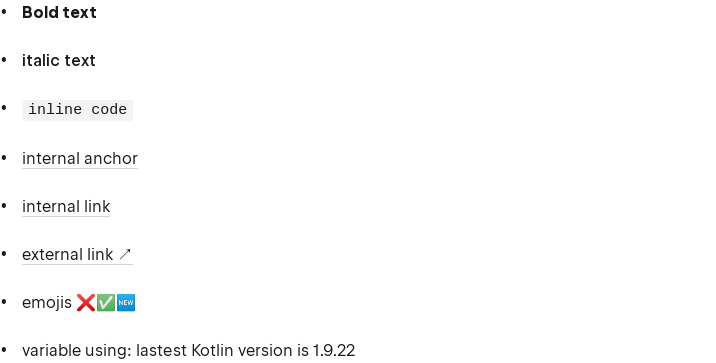 • Bold text
• italic text
• inline code
• internal anchor
• internal link
• external link ↗
• emojis ❌✅🆕
• variable using: lastest Kotlin version is 1.9.22